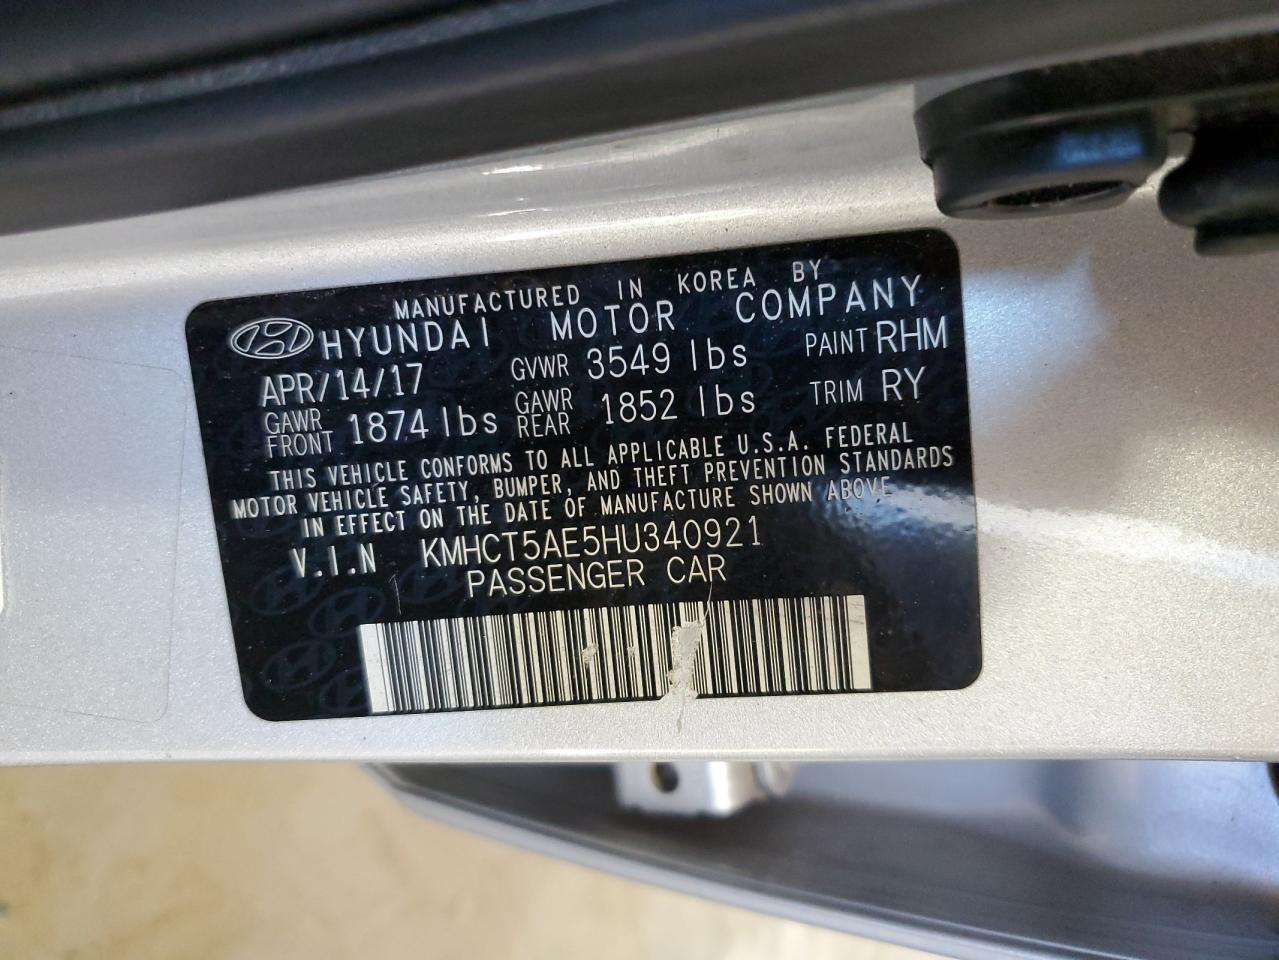 MANUFACTURED IN KOREA BY
HYUNDAI MOTOR COMPANY
APR/14/17 GVWR 3549 lbs PAINT RHM
GAWR FRONT 1874 lbs GAWR REAR 1852 lbs TRIM RY
THIS VEHICLE CONFORMS TO ALL APPLICABLE U.S.A. FEDERAL
MOTOR VEHICLE SAFETY, BUMPER, AND THEFT PREVENTION STANDARDS
IN EFFECT ON THE DATE OF MANUFACTURE SHOWN ABOVE
V.I.N KMHCT5AE5HU340921
PASSENGER CAR